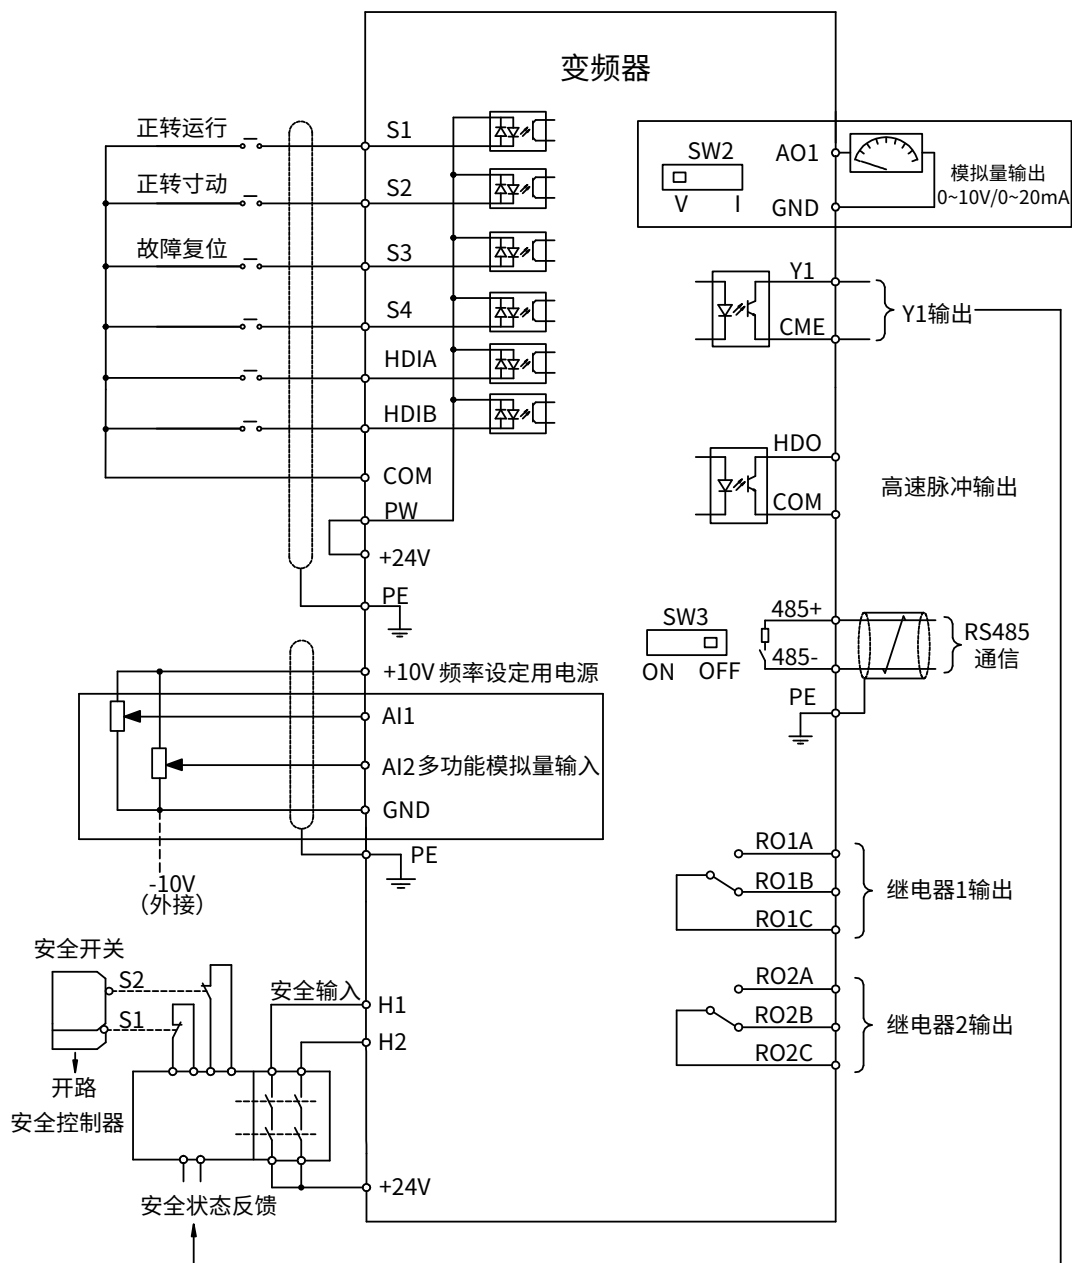 变频器
正转运行
S1
正转寸动
S2
故障复位
S3
S4
HDIA
HDIB
COM
PW
+24V
PE
SW2
V
I
AO1
GND
模拟量输出
0~10V/0~20mA
Y1
CME
Y1输出
HDO
COM
高速脉冲输出
SW3
ON
OFF
485+
485-
PE
RS485
通信
+10V 频率设定用电源
AI1
AI2多功能模拟量输入
GND
PE
-10V
（外接）
RO1A
RO1B
RO1C
继电器1输出
RO2A
RO2B
RO2C
继电器2输出
安全开关
S2
S1
开路
安全控制器
安全输入
H1
H2
+24V
安全状态反馈